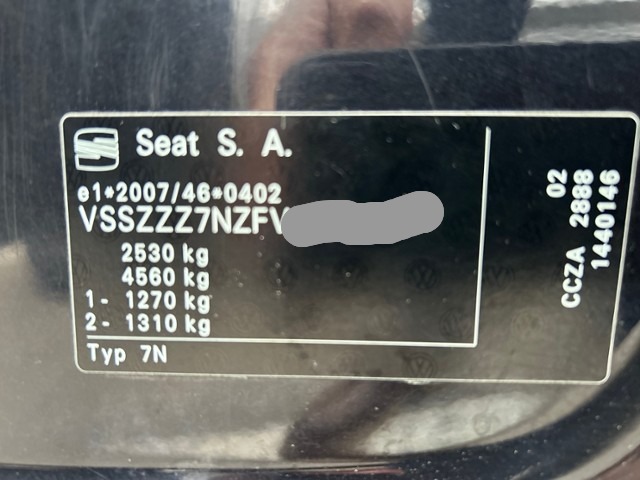 Seat S. A.
e1*2007/46*0402
VSSZZZ7NZFV
2530 kg
4560 kg
1- 1270 kg
2- 1310 kg
Typ 7N
02
CCZA 2888
1440146